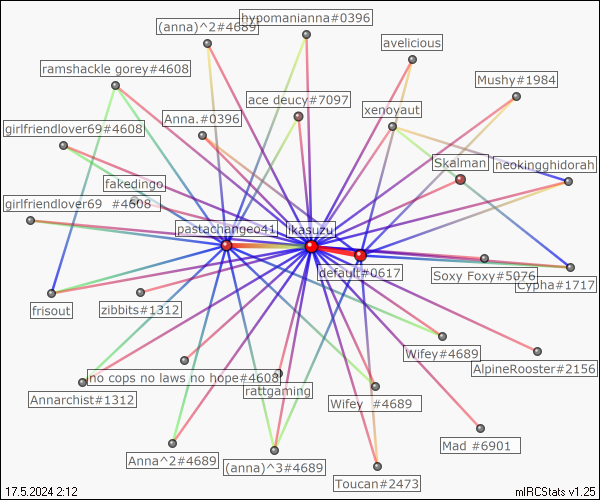 hypomanianna#0396
(anna)^2#4689
avelicious
ramshackle gorey#4608
Mushy#1984
ace deucy#7097
xenoyaut
Anna.#0396
girlfriendlover69#4608
Skalman
neokingghidorah
fakedingo
girlfriendlover69 #4608
pastachangeo41
likasuzu
default#0617
Soxy Foxy#5076
Cypha#1717
frisout
zibbits#1312
Wifey#4689
AlpineRooster#2156
no cops no laws no hope#4608
rattgaming
Annarchist#1312
Wifey #4689
Mad #6901
Anna^2#4689
(anna)^3#4689
Toucan#2473
17.5.2024 2:12
mIRCStats v1.25